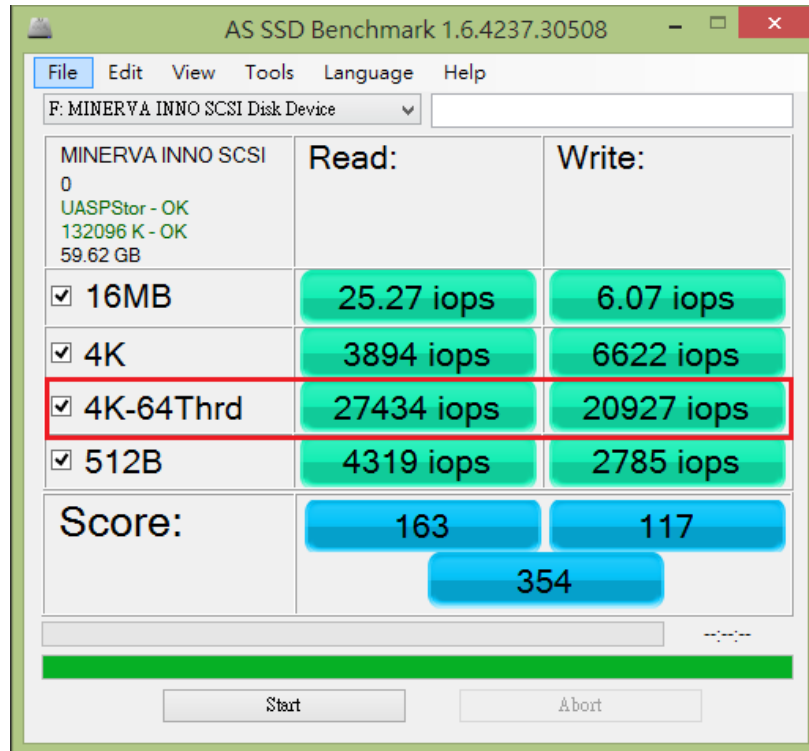 AS SSD Benchmark 1.6.4237.30508
File Edit View Tools Language Help
F: MINERVA INNO SCSI Disk Device
MINERVA INNO SCSI
0
UASPStor - OK
132096 K - OK
59.62 GB
Read:
Write:
16MB 25.27 iops 6.07 iops
4K 3894 iops 6622 iops
4K-64Thrd 27434 iops 20927 iops
512B 4319 iops 2785 iops
Score: 163 117
354
--:--:--
Start Abort